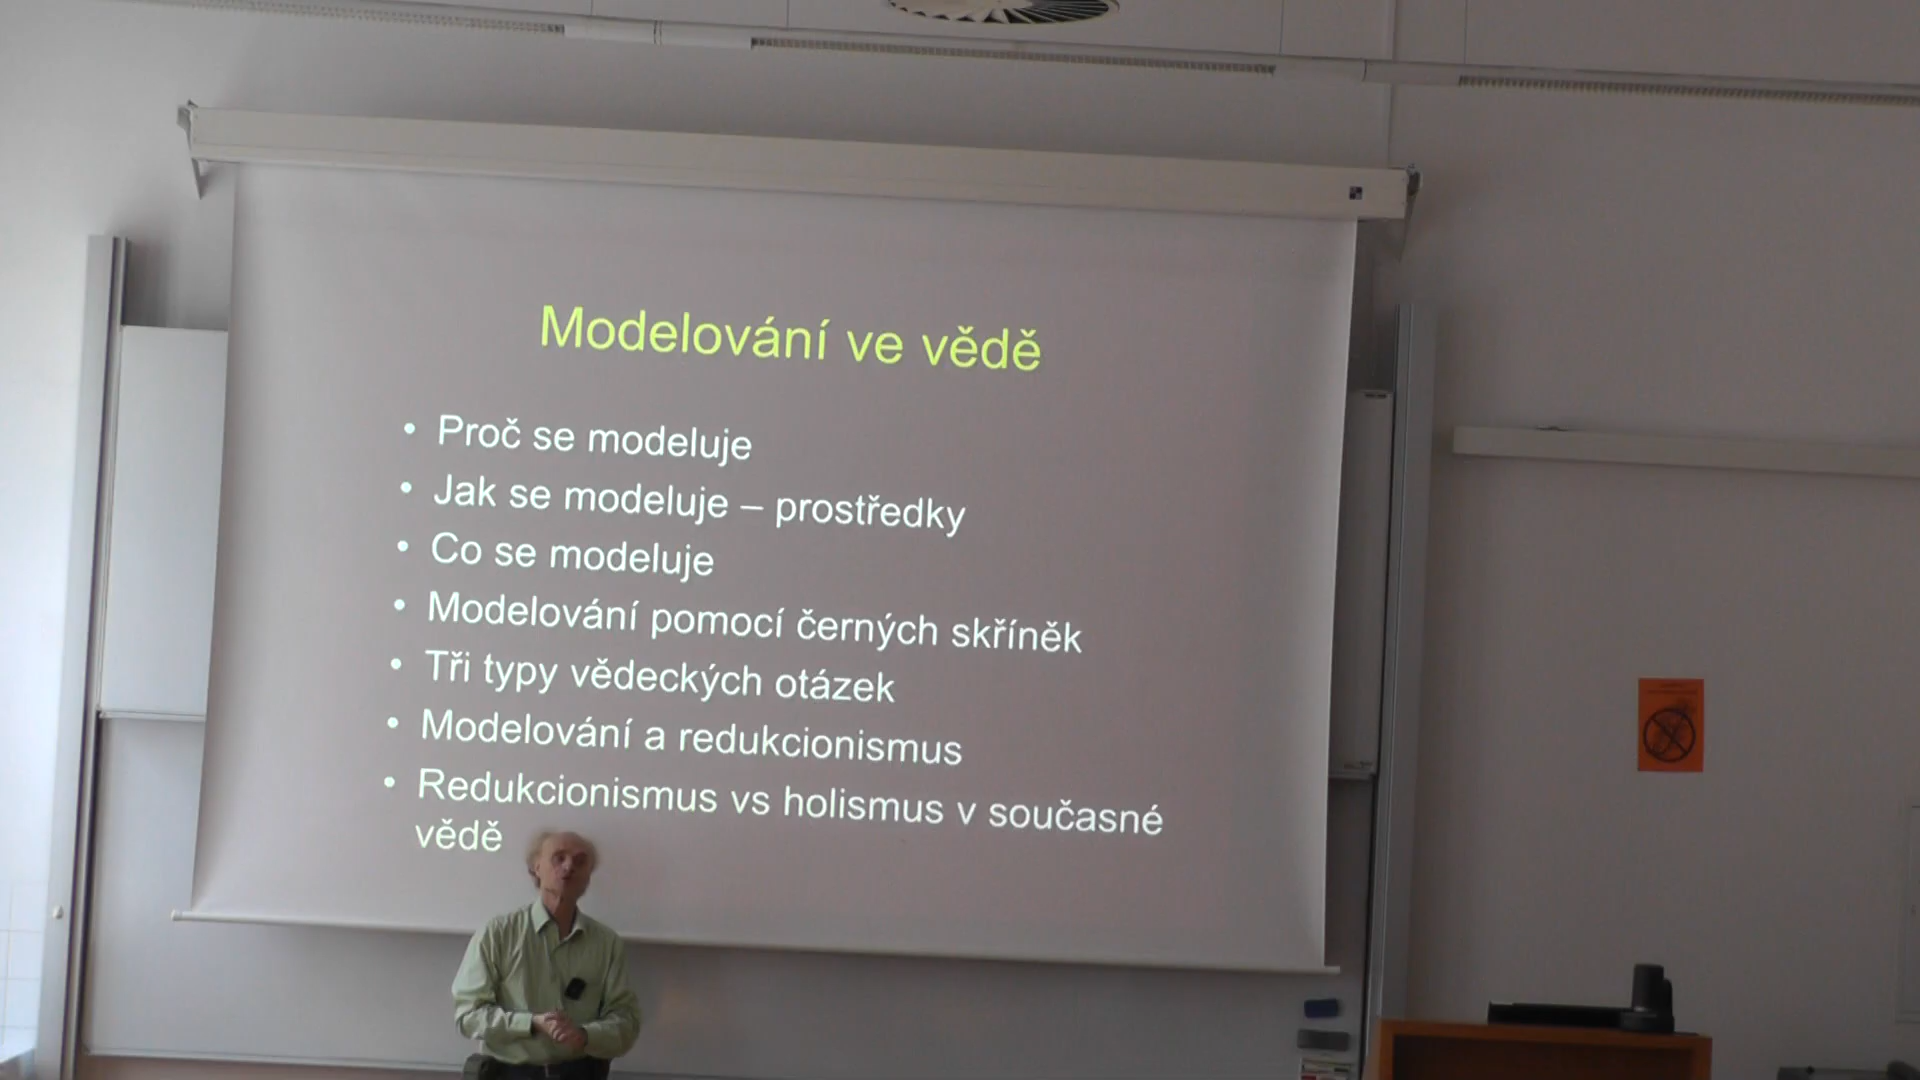 Modelování ve vědě
• Proč se modeluje
• Jak se modeluje – prostředky
• Co se modeluje
• Modelování pomocí černých skříněk
• Tři typy vědeckých otázek
• Modelování a redukcionismus
• Redukcionismus vs holismus v současné
vědě